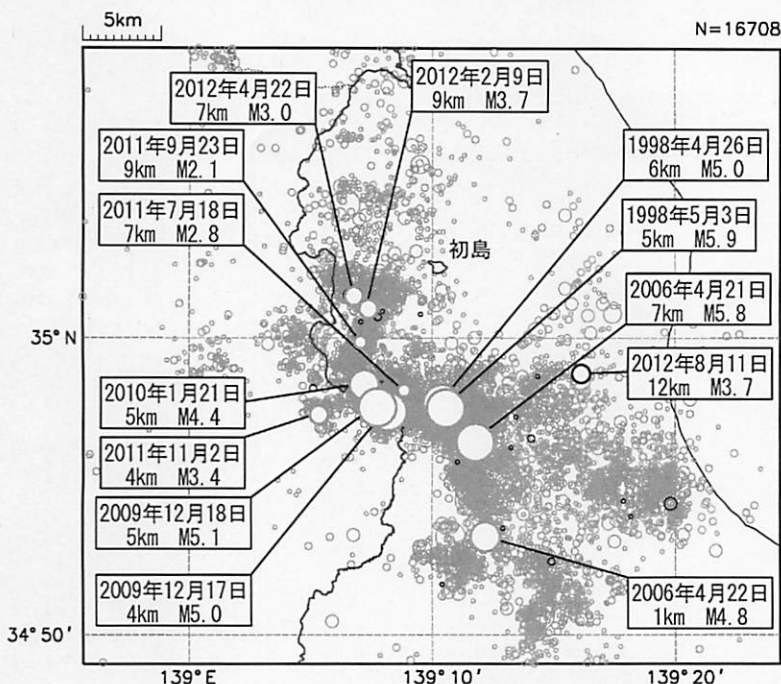 5km
N=16708
2012年4月22日
7km M3.0
2012年2月9日
9km M3.7
2011年9月23日
9km M2.1
1998年4月26日
6km M5.0
2011年7月18日
7km M2.8
1998年5月3日
5km M5.9
初島
2006年4月21日
7km M5.8
35°N
2012年8月11日
12km M3.7
2010年1月21日
5km M4.4
2011年11月2日
4km M3.4
2009年12月18日
5km M5.1
2009年12月17日
4km M5.0
2006年4月22日
1km M4.8
34°50′
139°E
139°10′
139°20′